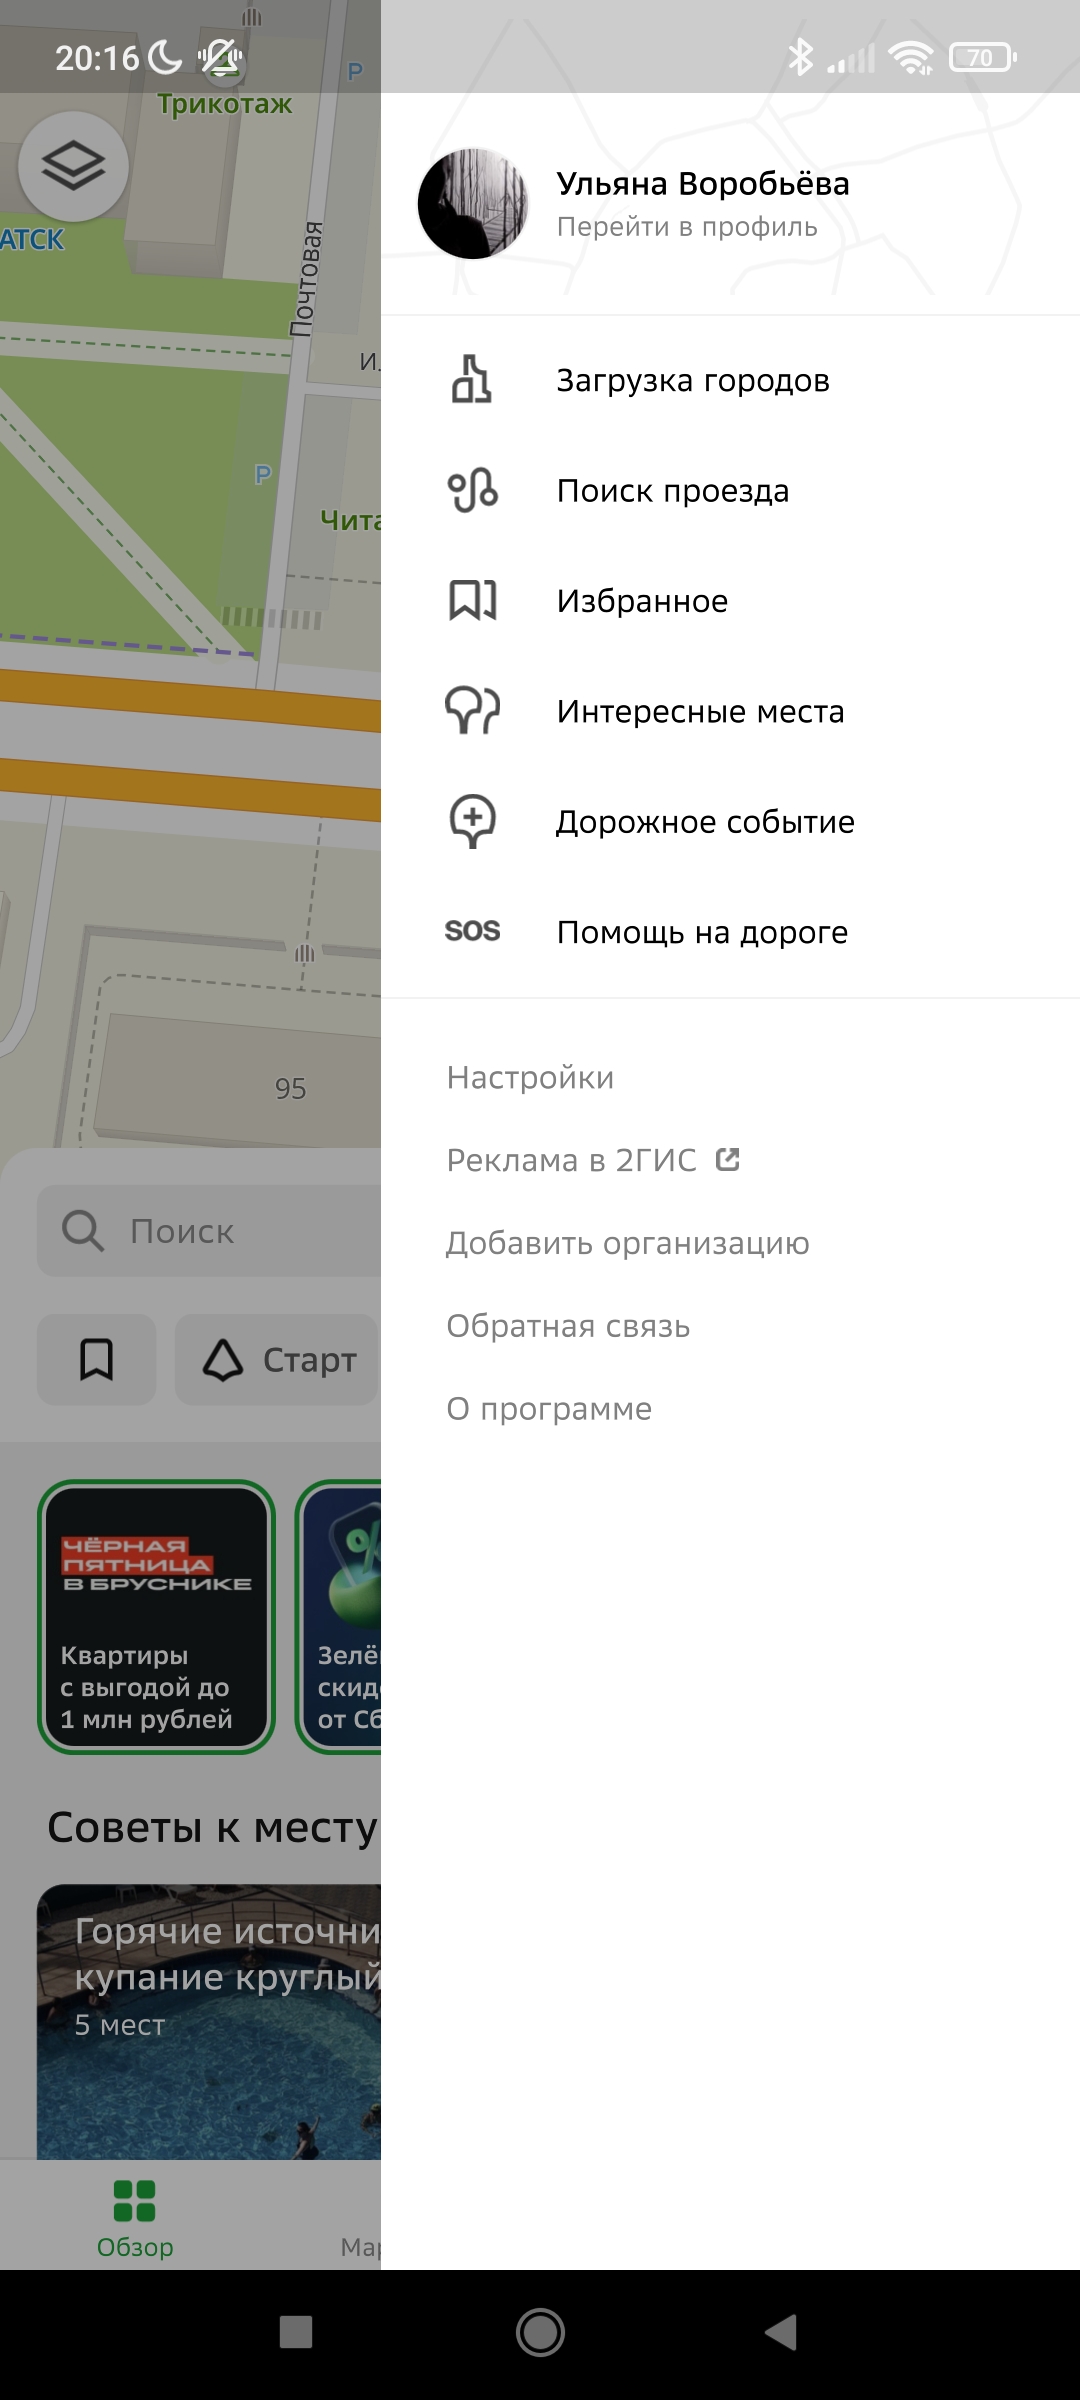 20:16
70
Трикотаж
Р
АТСК
Почтовая
И.
Р
Чита
95
Ульяна Воробьёва
Перейти в профиль
Загрузка городов
Поиск проезда
Избранное
Интересные места
Дорожное событие
SOS Помощь на дороге
Настройки
Реклама в 2ГИС
Добавить организацию
Обратная связь
О программе
Поиск
Старт
ЧЁРНАЯ
ПЯТНИЦА
В БРУСНИКЕ
Квартиры
с выгодой до
1 млн рублей
%
Зелё
скид
от Сб
Советы к месту
Горячие источни
купание круглый
5 мест
Обзор
Мар